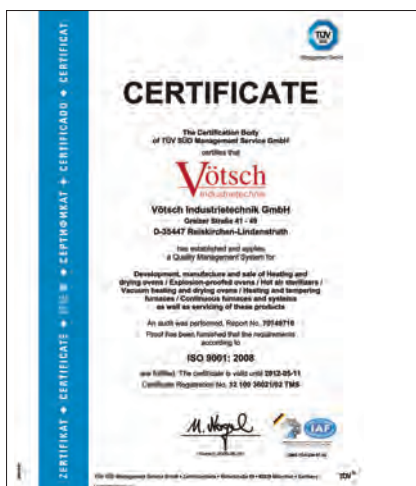 TÜV
CERTIFICATE
The Certification Body
of TÜV SÜD Management Service GmbH
certifies that
Vötsch
Industrietechnik
Vötsch Industrietechnik GmbH
Greizer Straße 41 - 49
D-35447 Reiskirchen-Lindenstruth
has established and applies
a Quality Management System for
Development, manufacture and sale of Heating and
drying ovens / Explosion-proofed ovens / Hot air sterilizers /
Vacuum heating and drying ovens / Heating and tempering
furnaces / Continuous furnaces and systems
as well as servicing of these products
An audit was performed, Report No. 70148716
Proof has been furnished that the requirements
according to
ISO 9001: 2008
are fulfilled. The certificate is valid until 2012-05-11
Certificate Registration No. 12 100 36021/02 TMS
IAF
TÜV
ZERTIFIKAT ◆ CERTIFICATE ◆ ◆ СЕРТИФИКАТ ◆ CERTIFICADO ◆ CERTIFICAT